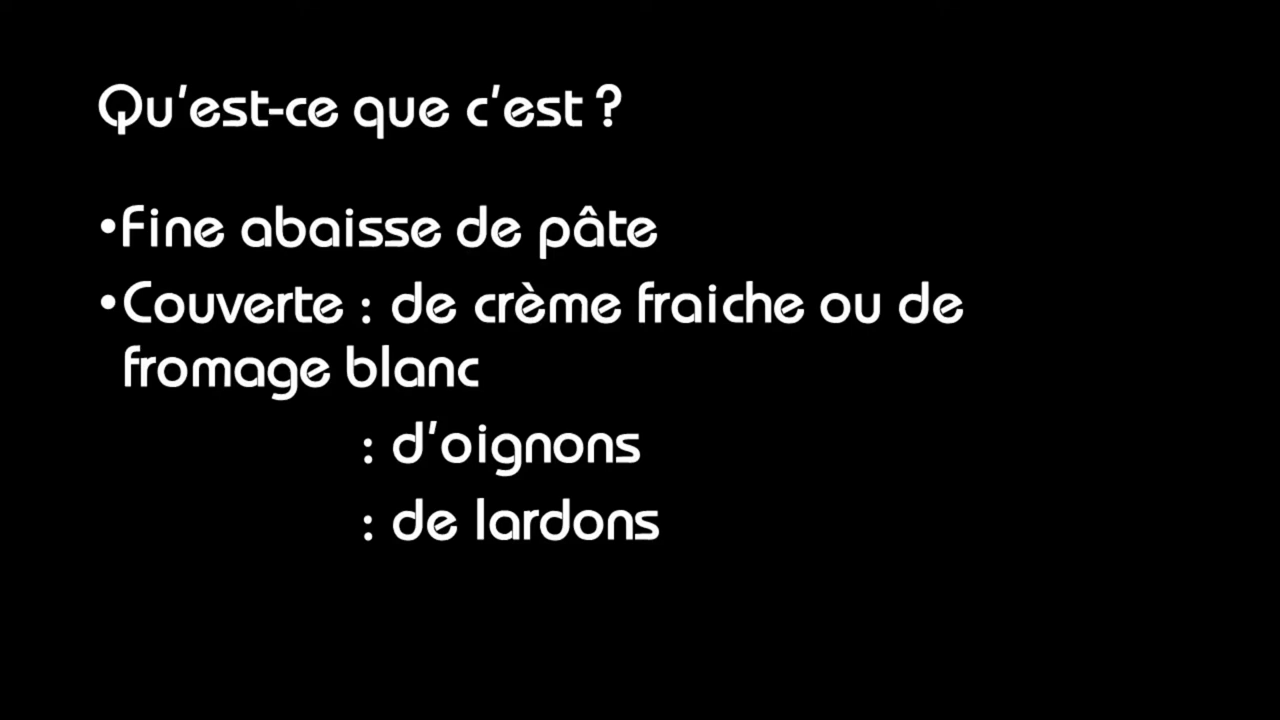 Qu'est-ce que c'est ?
•Fine abaisse de pâte
•Couverte : de crème fraiche ou de
fromage blanc
: d'oignons
: de lardons